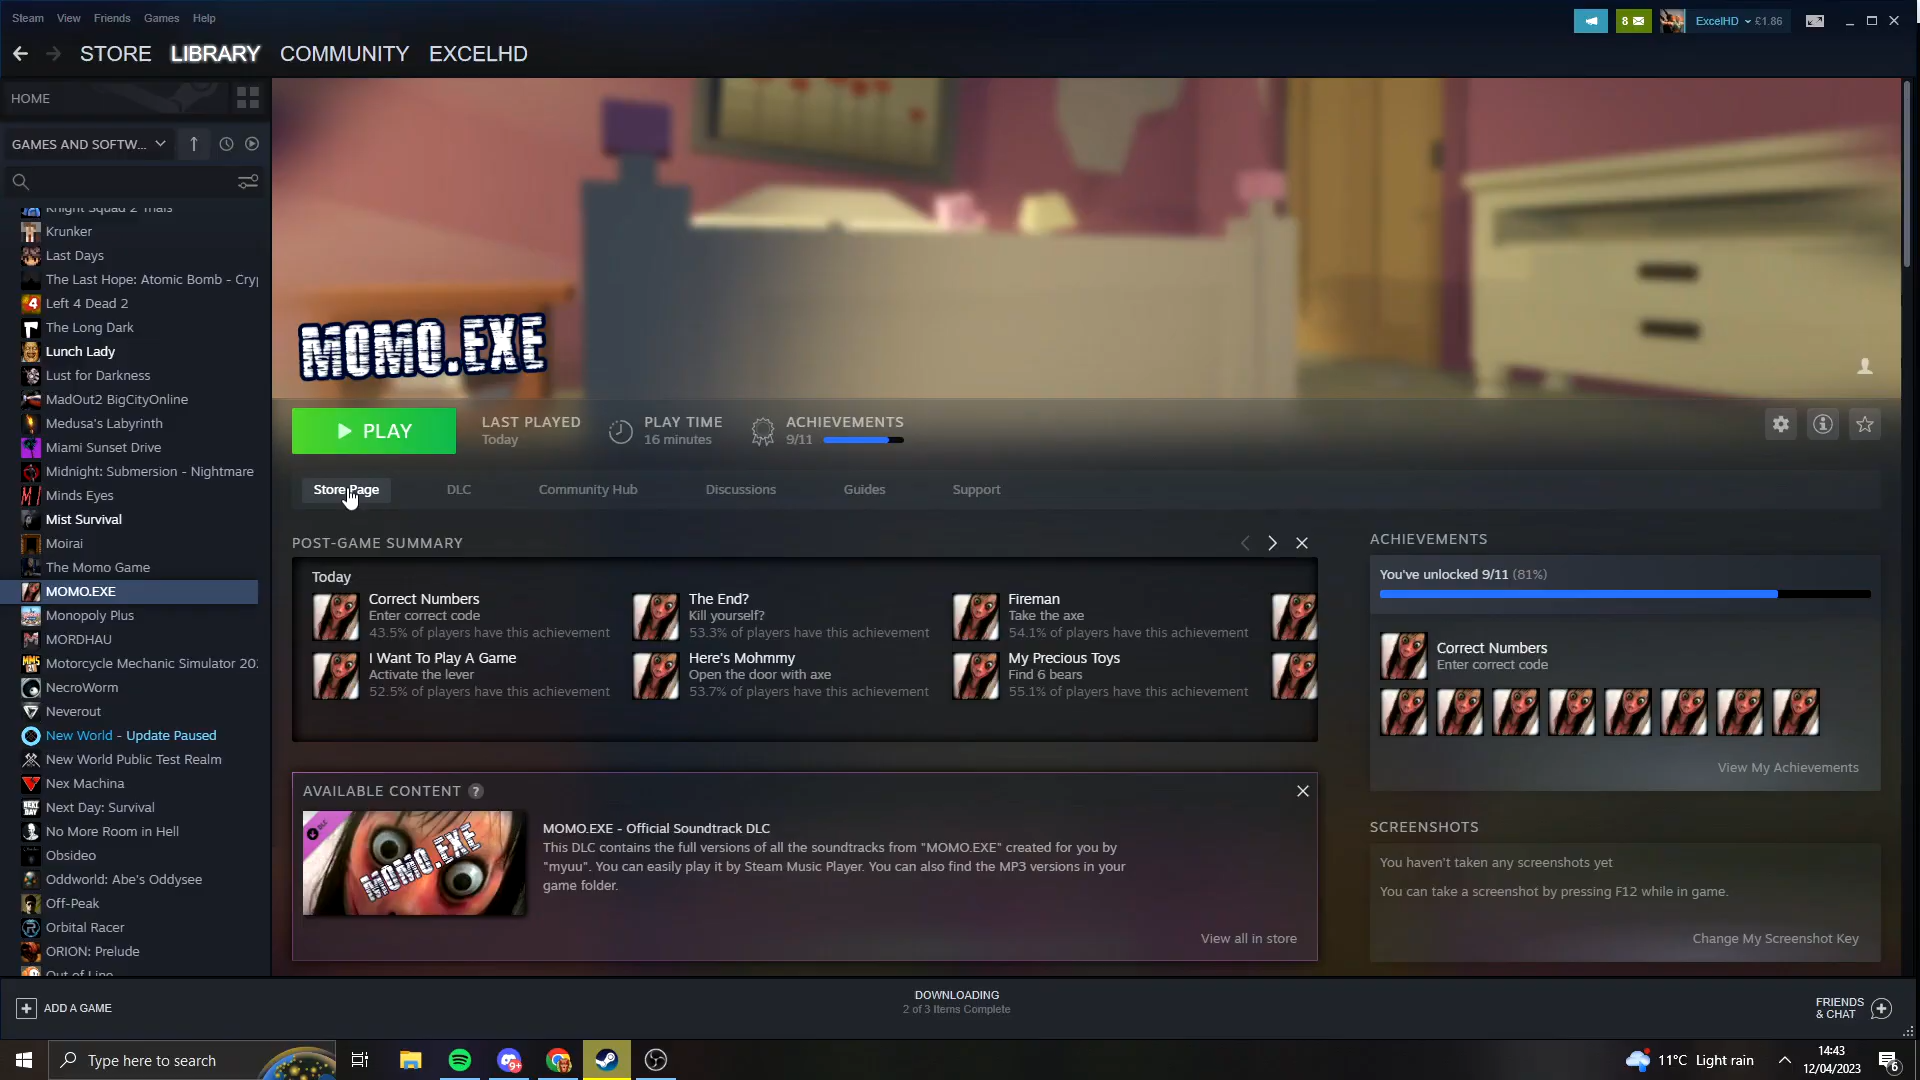 Steam View Friends Games Help
8 ExcelHD £1.86
STORE LIBRARY COMMUNITY EXCELHD
HOME
GAMES AND SOFTW...
Knight Squad 2 Trials
Krunker
Last Days
The Last Hope: Atomic Bomb - Cryp
Left 4 Dead 2
The Long Dark
Lunch Lady
Lust for Darkness
MadOut2 BigCityOnline
Medusa's Labyrinth
Miami Sunset Drive
Midnight: Submersion - Nightmare
Minds Eyes
Mist Survival
Moirai
The Momo Game
MOMO.EXE
Monopoly Plus
MORDHAU
Motorcycle Mechanic Simulator 20
NecroWorm
Neverout
New World - Update Paused
New World Public Test Realm
Nex Machina
Next Day: Survival
No More Room in Hell
Obsideo
Oddworld: Abe's Oddysee
Off-Peak
Orbital Racer
ORION: Prelude
Out of Line
MOMO.EXE
PLAY
LAST PLAYED
Today
PLAY TIME
16 minutes
ACHIEVEMENTS
9/11
Store Page DLC Community Hub Discussions Guides Support
POST-GAME SUMMARY
Today
Correct Numbers
Enter correct code
43.5% of players have this achievement
The End?
Kill yourself?
53.3% of players have this achievement
Fireman
Take the axe
54.1% of players have this achievement
I Want To Play A Game
Activate the lever
52.5% of players have this achievement
Here's Mohmmy
Open the door with axe
53.7% of players have this achievement
My Precious Toys
Find 6 bears
55.1% of players have this achievement
AVAILABLE CONTENT ?
DLC
MOMO.EXE
MOMO.EXE - Official Soundtrack DLC
This DLC contains the full versions of all the soundtracks from "MOMO.EXE" created for you by
"myuu". You can easily play it by Steam Music Player. You can also find the MP3 versions in your
game folder.
View all in store
ACHIEVEMENTS
You've unlocked 9/11 (81%)
Correct Numbers
Enter correct code
View My Achievements
SCREENSHOTS
You haven't taken any screenshots yet
You can take a screenshot by pressing F12 while in game.
Change My Screenshot Key
ADD A GAME
DOWNLOADING
2 of 3 Items Complete
FRIENDS
& CHAT
Type here to search
9+
11°C Light rain
14:43
12/04/2023
6